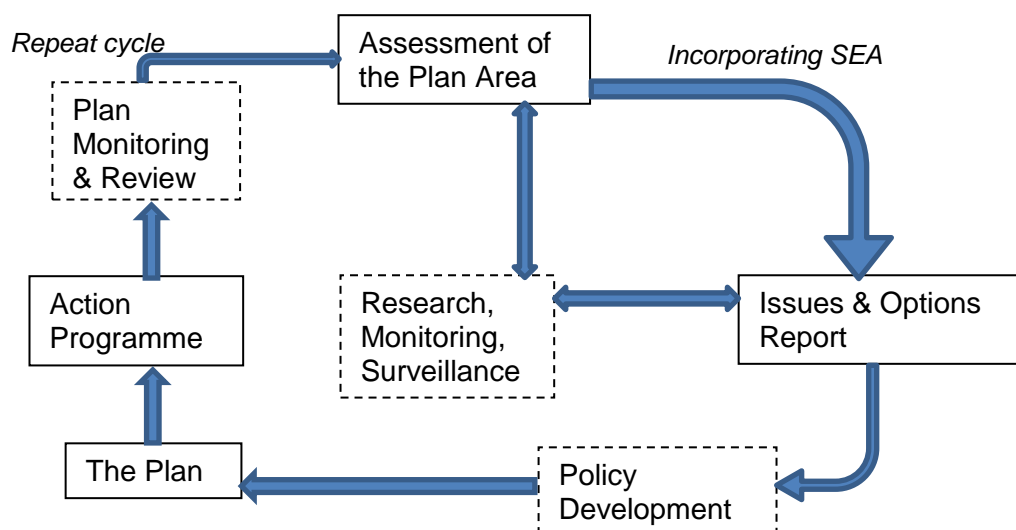 Repeat cycle
Assessment of
the Plan Area
Incorporating SEA
Plan
Monitoring
& Review
Action
Programme
Research,
Monitoring,
Surveillance
Issues & Options
Report
The Plan
Policy
Development